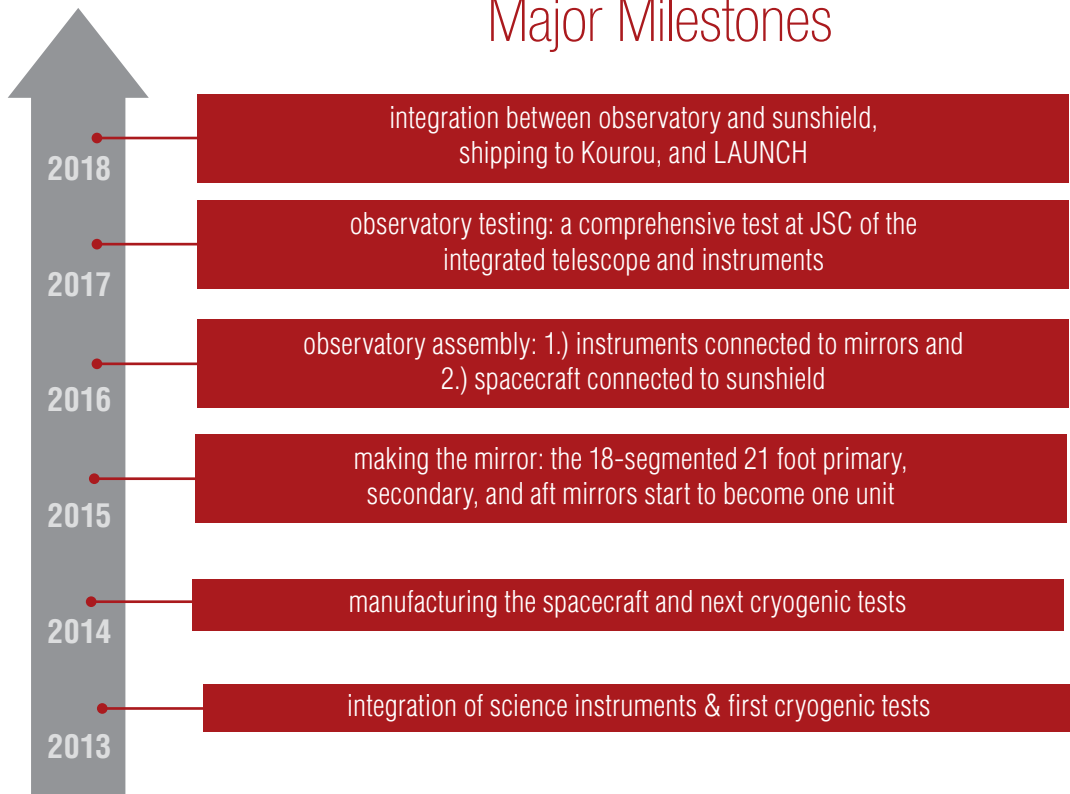 Major Milestones
integration between observatory and sunshield,
shipping to Kourou, and LAUNCH
2018
observatory testing: a comprehensive test at JSC of the
integrated telescope and instruments
2017
observatory assembly: 1.) instruments connected to mirrors and
2.) spacecraft connected to sunshield
2016
making the mirror: the 18-segmented 21 foot primary,
secondary, and aft mirrors start to become one unit
2015
manufacturing the spacecraft and next cryogenic tests
2014
integration of science instruments & first cryogenic tests
2013